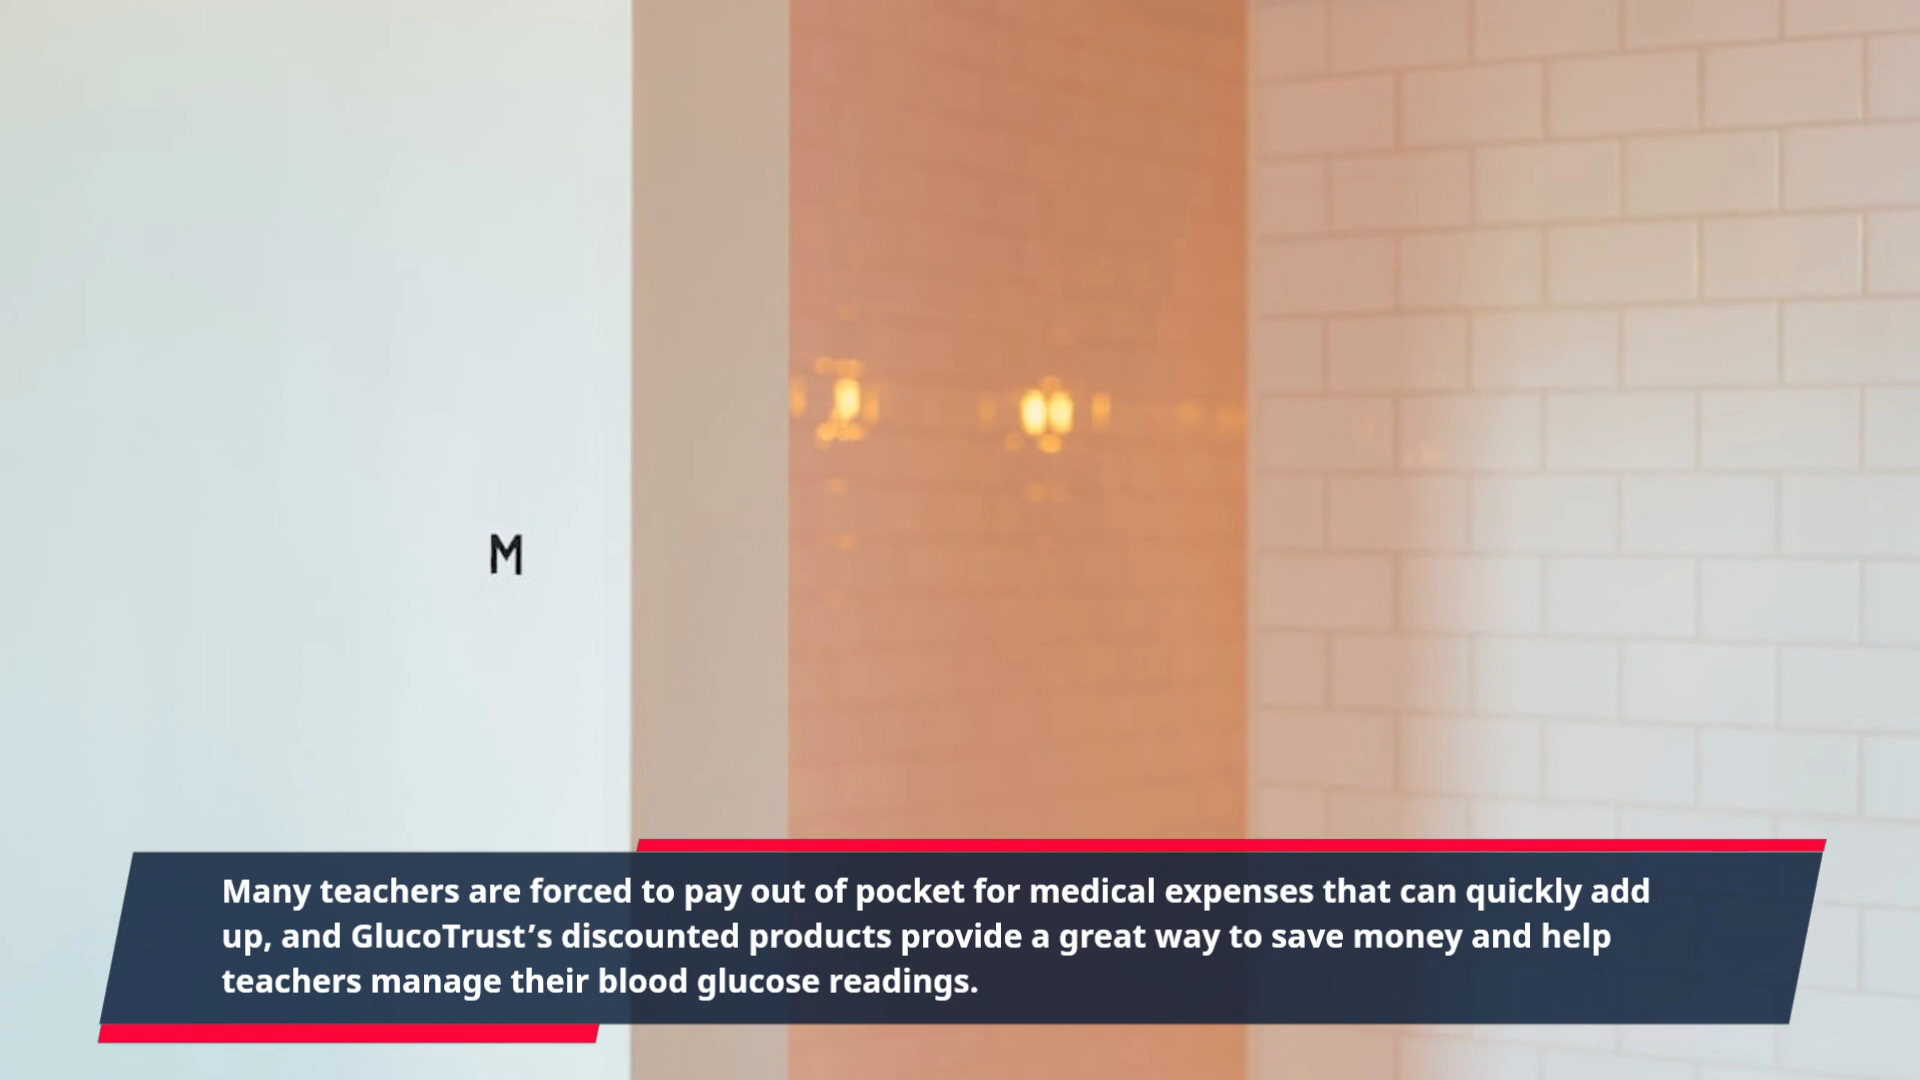 M
Many teachers are forced to pay out of pocket for medical expenses that can quickly add
up, and GlucoTrust’s discounted products provide a great way to save money and help
teachers manage their blood glucose readings.